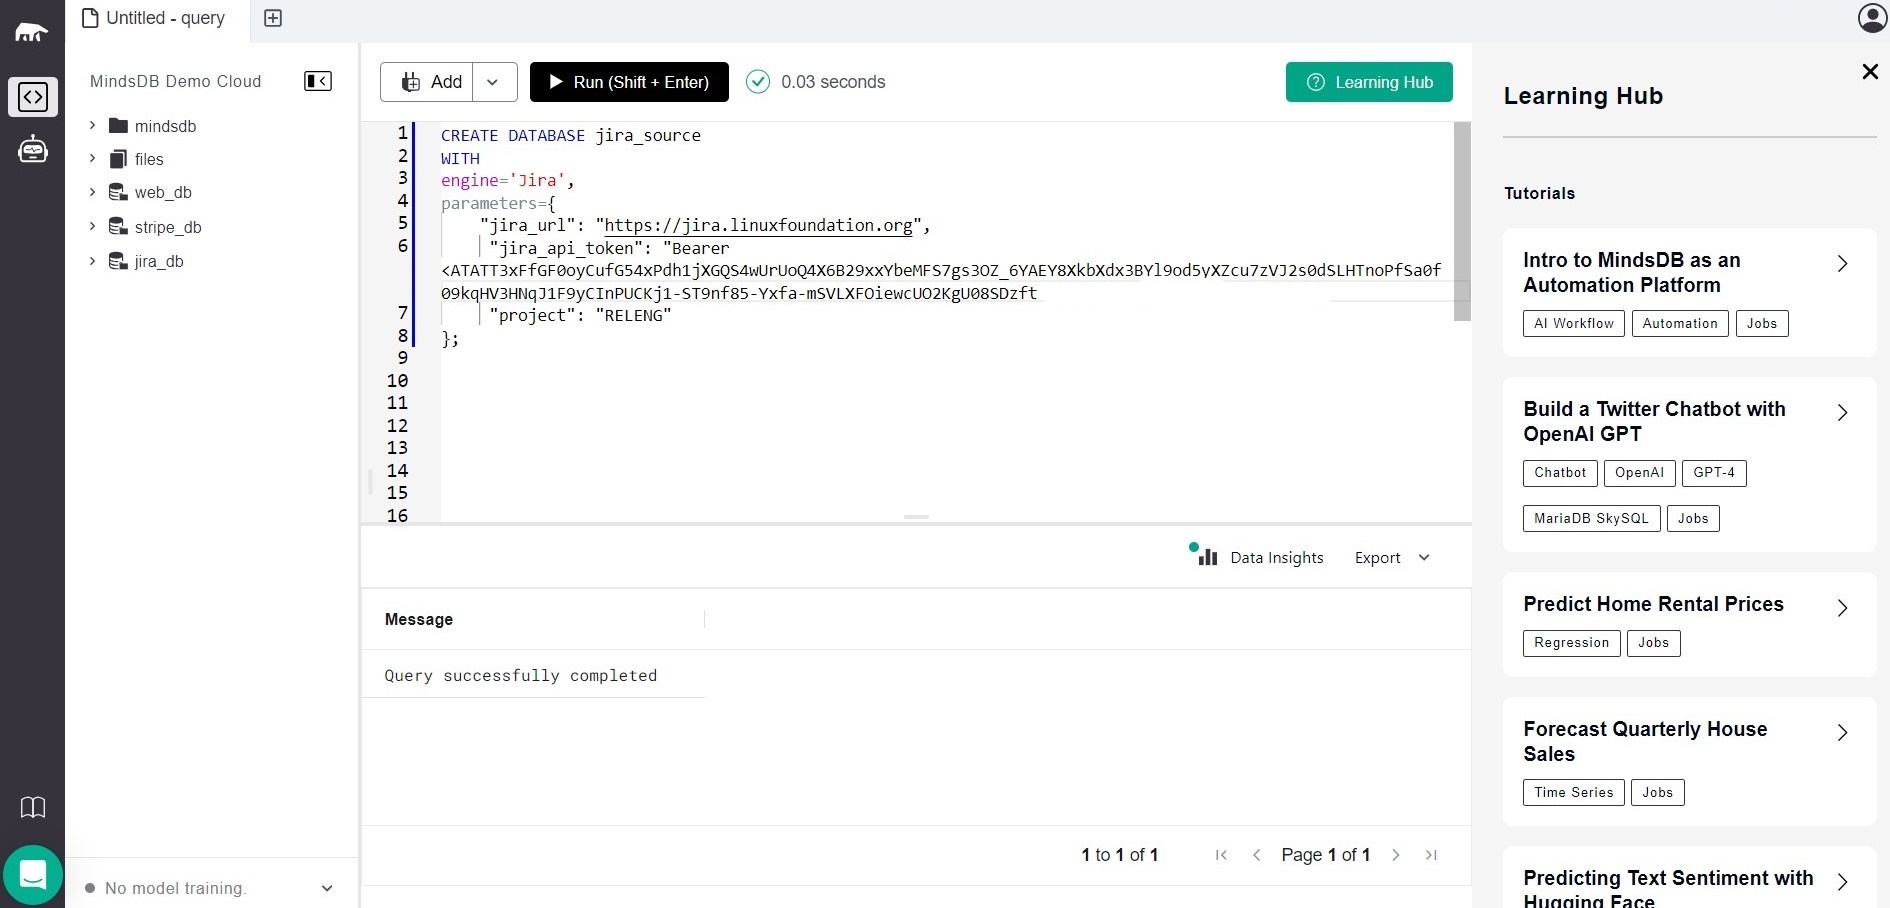 Untitled - query
MindsDB Demo Cloud
mindsdb
files
web_db
stripe_db
jira_db
No model training.
Add
Run (Shift + Enter)
0.03 seconds
Learning Hub
1 CREATE DATABASE jira_source
2 WITH
3 engine='Jira',
4 parameters={
5 "jira_url": "https://jira.linuxfoundation.org",
6 "jira_api_token": "Bearer
<ATATT3xFfGF0oyCufG54xPdh1jXGQS4wUrUoQ4X6B29xxYbeMFS7gs3OZ_6YAEY8XkbXdx3BYl9od5yXZcu7zVJ2s0dSLHTnoPfSa0f
09kqHV3HNqJ1F9yCInPUCKj1-ST9nf85-Yxfa-mSVLXFOiewcUO2KgU08SDzft
7 "project": "RELENG"
8 };
9
10
11
12
13
14
15
16
Data Insights
Export
Message
Query successfully completed
1 to 1 of 1
Page 1 of 1
Learning Hub
Tutorials
Intro to MindsDB as an
Automation Platform
AI Workflow
Automation
Jobs
Build a Twitter Chatbot with
OpenAI GPT
Chatbot
OpenAI
GPT-4
MariaDB SkySQL
Jobs
Predict Home Rental Prices
Regression
Jobs
Forecast Quarterly House
Sales
Time Series
Jobs
Predicting Text Sentiment with
Hugging Face